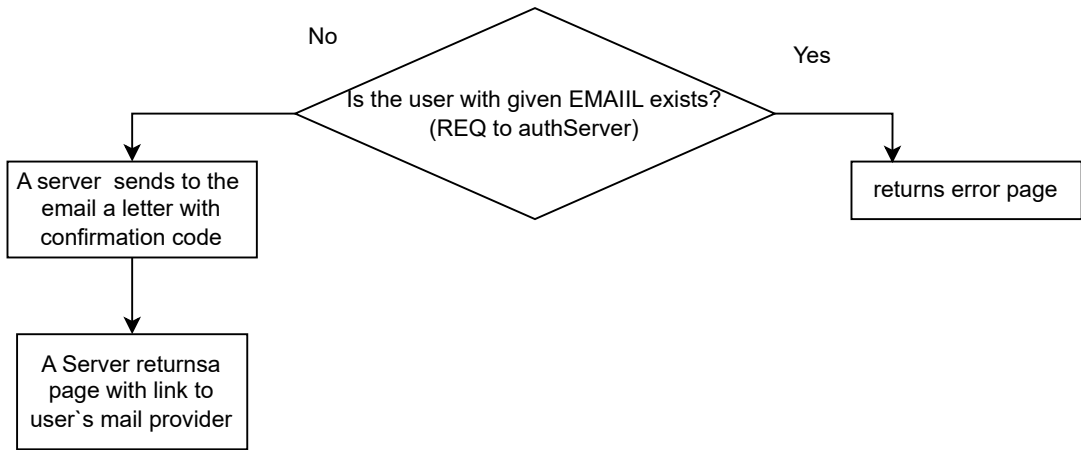 No
Yes
Is the user with given EMAIIL exists?
(REQ to authServer)
A server sends to the
email a letter with
confirmation code
returns error page
A Server returnsa
page with link to
user`s mail provider